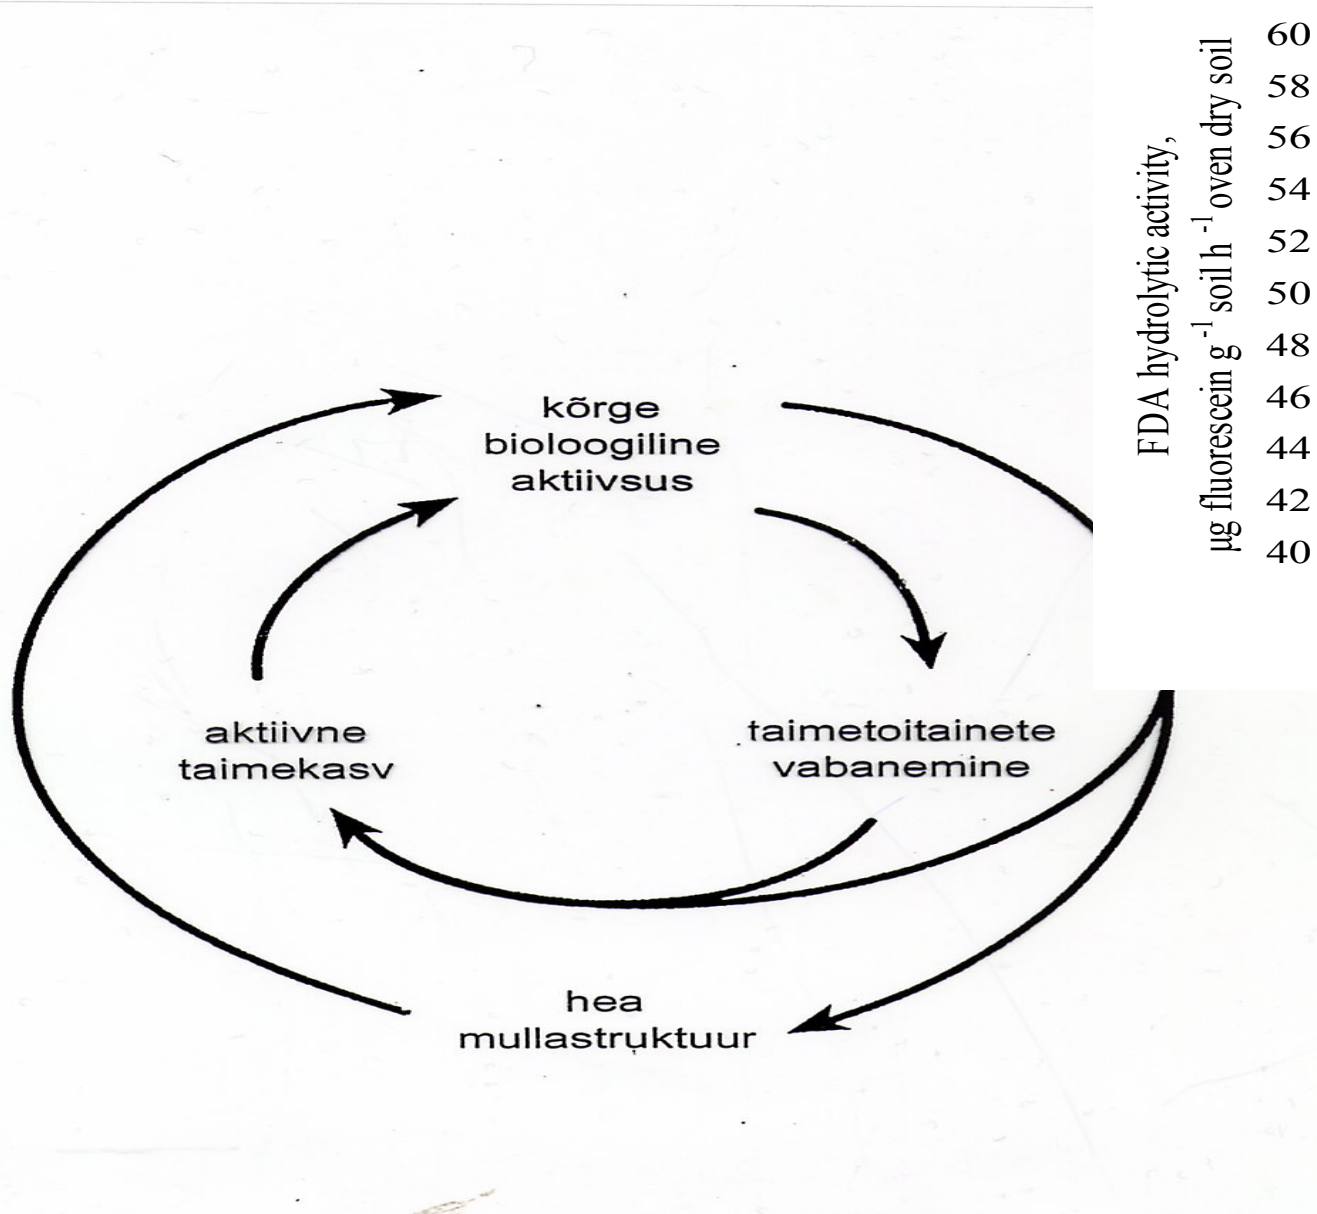 kõrge
bioloogiline
aktiivsus
aktiivne
taimekasv
taimetoitainete
vabanemine
hea
mullastruktuur
FDA hydrolytic activity,
µg fluorescein g -1 soil h -1 oven dry soil
60
58
56
54
52
50
48
46
44
42
40